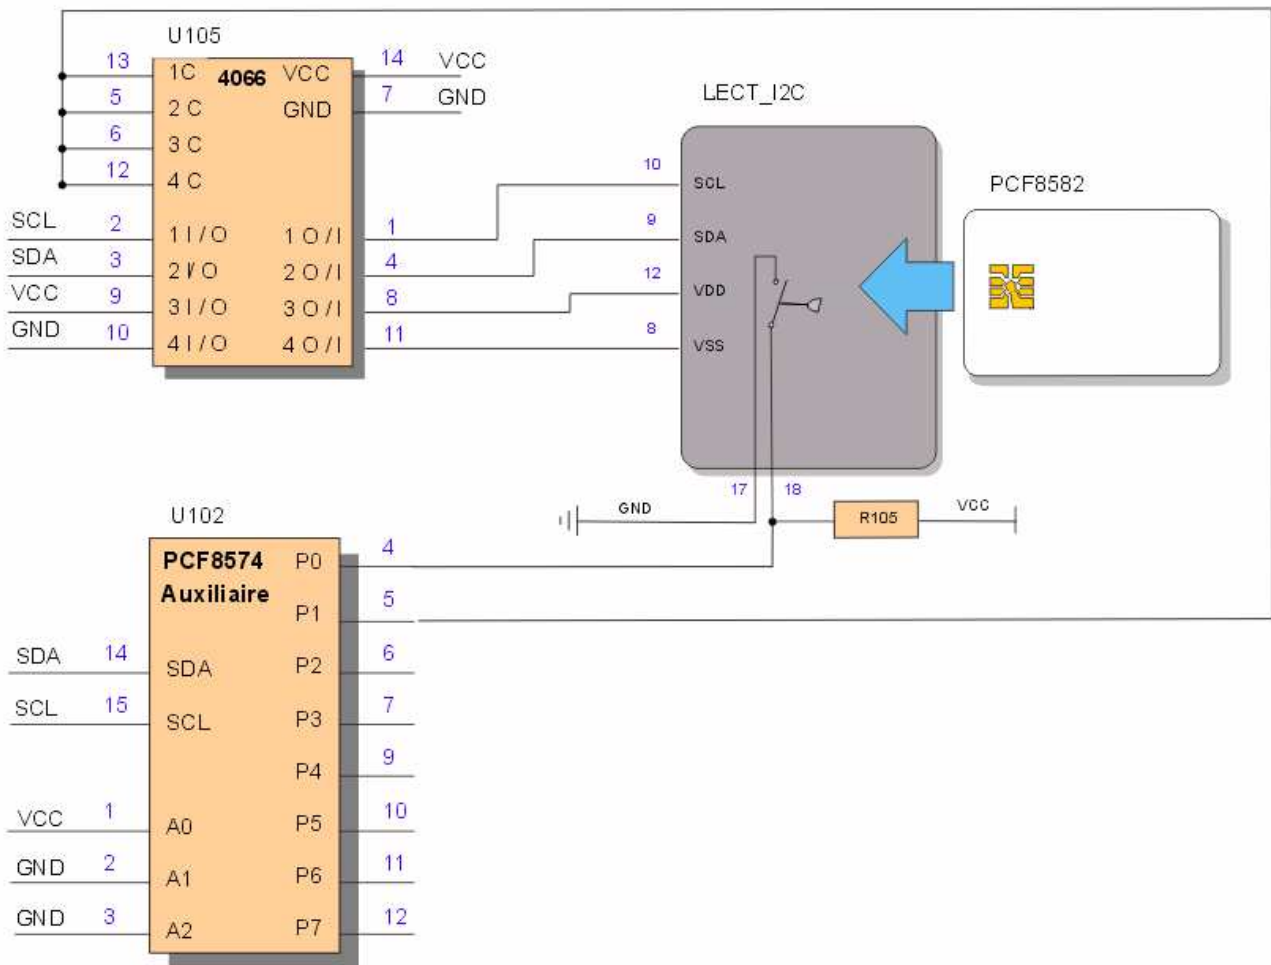 U105
13 1C 4066 VCC 14 VCC
5 2 C GND 7 GND
6 3 C
12 4 C
SCL 2 1 I/O 1 O/I 1
SDA 3 2I/O 2 O/I 4
VCC 9 3 I/O 3 O/I 8
GND 10 4 I/O 4 O/I 11
LECT_I2C
10 SCL
9 SDA
12 VDD
8 VSS
PCF8582
17 18
GND R105 VCC
U102
PCF8574 P0 4
Auxiliaire
P1 5
SDA 14 SDA P2 6
SCL 15 SCL P3 7
P4 9
VCC 1 A0 P5 10
GND 2 A1 P6 11
GND 3 A2 P7 12